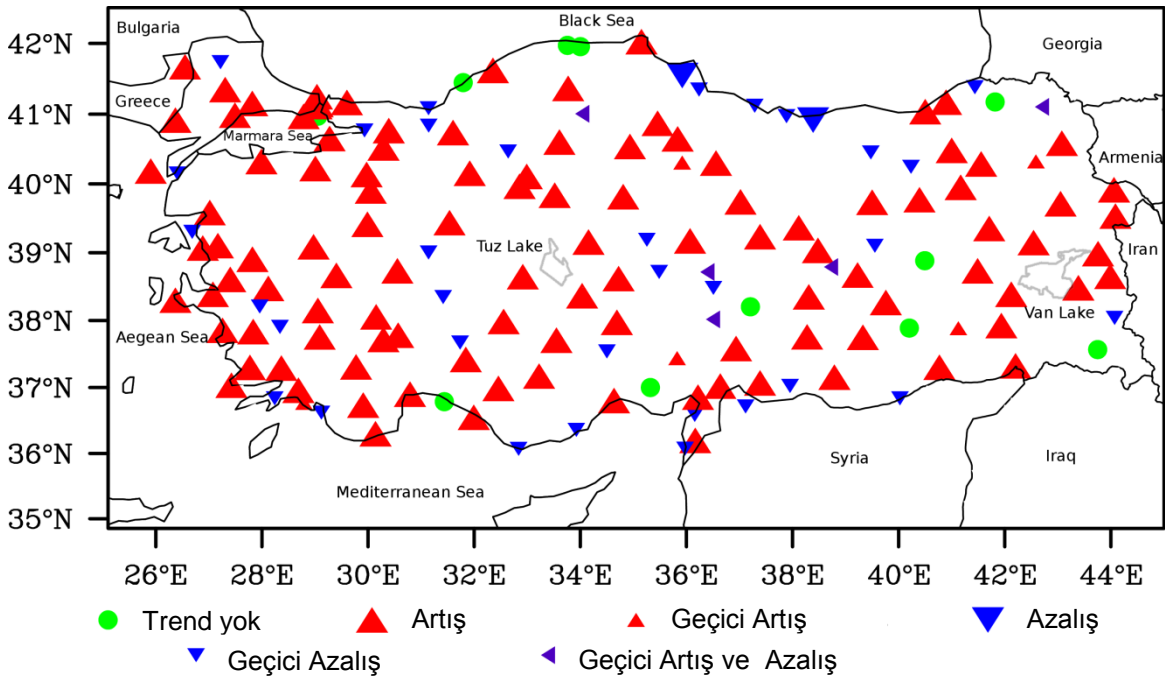 Bulgaria
Black Sea
Georgia
42°N
Greece
41°N
Marmara Sea
Armenia
40°N
Iran
39°N
Tuz Lake
38°N
Van Lake
Aegean Sea
37°N
36°N
Syria
Iraq
Mediterranean Sea
35°N
26°E 28°E 30°E 32°E 34°E 36°E 38°E 40°E 42°E 44°E
Trend yok Artış Geçici Artış Azalış
Geçici Azalış Geçici Artış ve Azalış